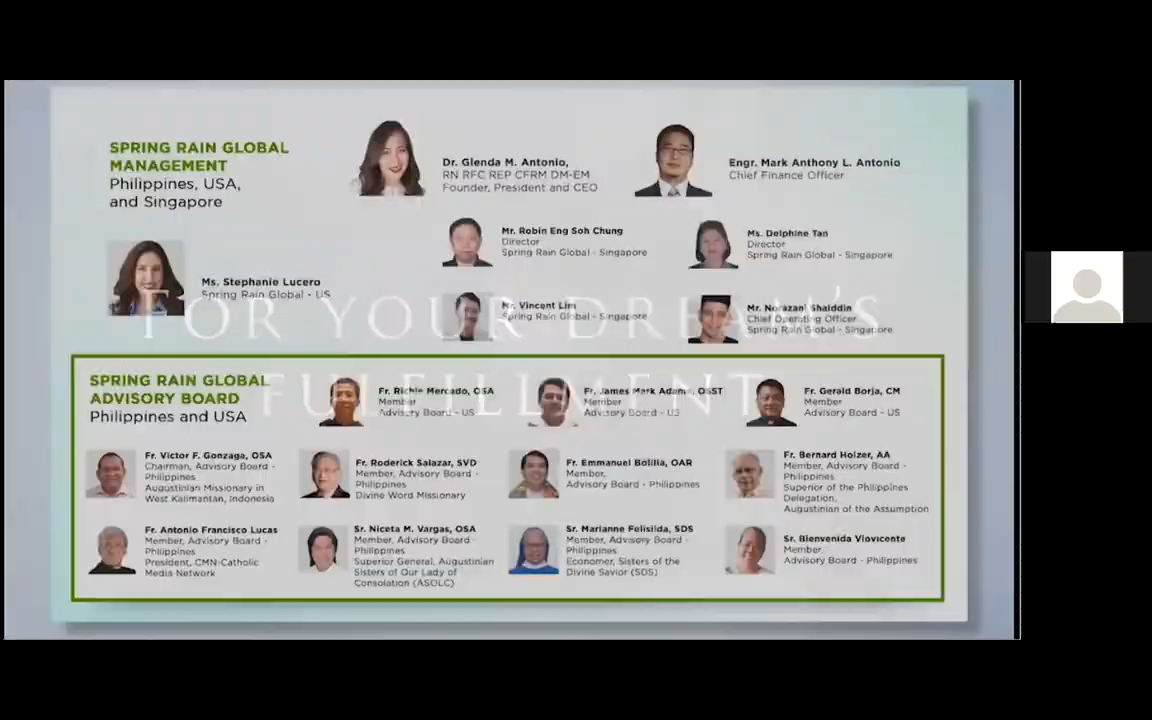 SPRING RAIN GLOBAL
MANAGEMENT
Philippines, USA,
and Singapore
Dr. Glenda M. Antonio,
RN RFC REP CFRM DM-EM
Founder, President and CEO
Engr. Mark Anthony L. Antonio
Chief Finance Officer
Mr. Robin Eng Soh Chung
Director
Spring Rain Global - Singapore
Ms. Delphine Tan
Director
Spring Rain Global - Singapore
Ms. Stephanie Lucero
Spring Rain Global - US
Mr. Vincent Lim
Spring Rain Global - Singapore
Mr. Norazani Shaiddin
Chief Operating Officer
Spring Rain Global - Singapore
FOR YOUR DREAM'S
FULFILLMENT
SPRING RAIN GLOBAL
ADVISORY BOARD
Philippines and USA
Fr. Richie Mercado, OSA
Member
Advisory Board - US
Fr. James Mark Adame, OSST
Member
Advisory Board - US
Fr. Gerald Borja, CM
Member
Advisory Board - US
Fr. Victor F. Gonzaga, OSA
Chairman, Advisory Board -
Philippines
Augustinian Missionary in
West Kalimantan, Indonesia
Fr. Roderick Salazar, SVD
Member, Advisory Board -
Philippines
Divine Word Missionary
Fr. Emmanuel Bolilia, OAR
Member,
Advisory Board - Philippines
Fr. Bernard Holzer, AA
Member, Advisory Board -
Philippines
Superior of the Philippines
Delegation,
Augustinian of the Assumption
Fr. Antonio Francisco Lucas
Member, Advisory Board -
Philippines
President, CMN-Catholic
Media Network
Sr. Niceta M. Vargas, OSA
Member, Advisory Board -
Philippines
Superior General, Augustinian
Sisters of Our Lady of
Consolation (ASOLC)
Sr. Marianne Felisilda, SDS
Member, Advisory Board -
Philippines
Economer, Sisters of the
Divine Savior (SDS)
Sr. Bienvenida Vlovicente
Member,
Advisory Board - Philippines